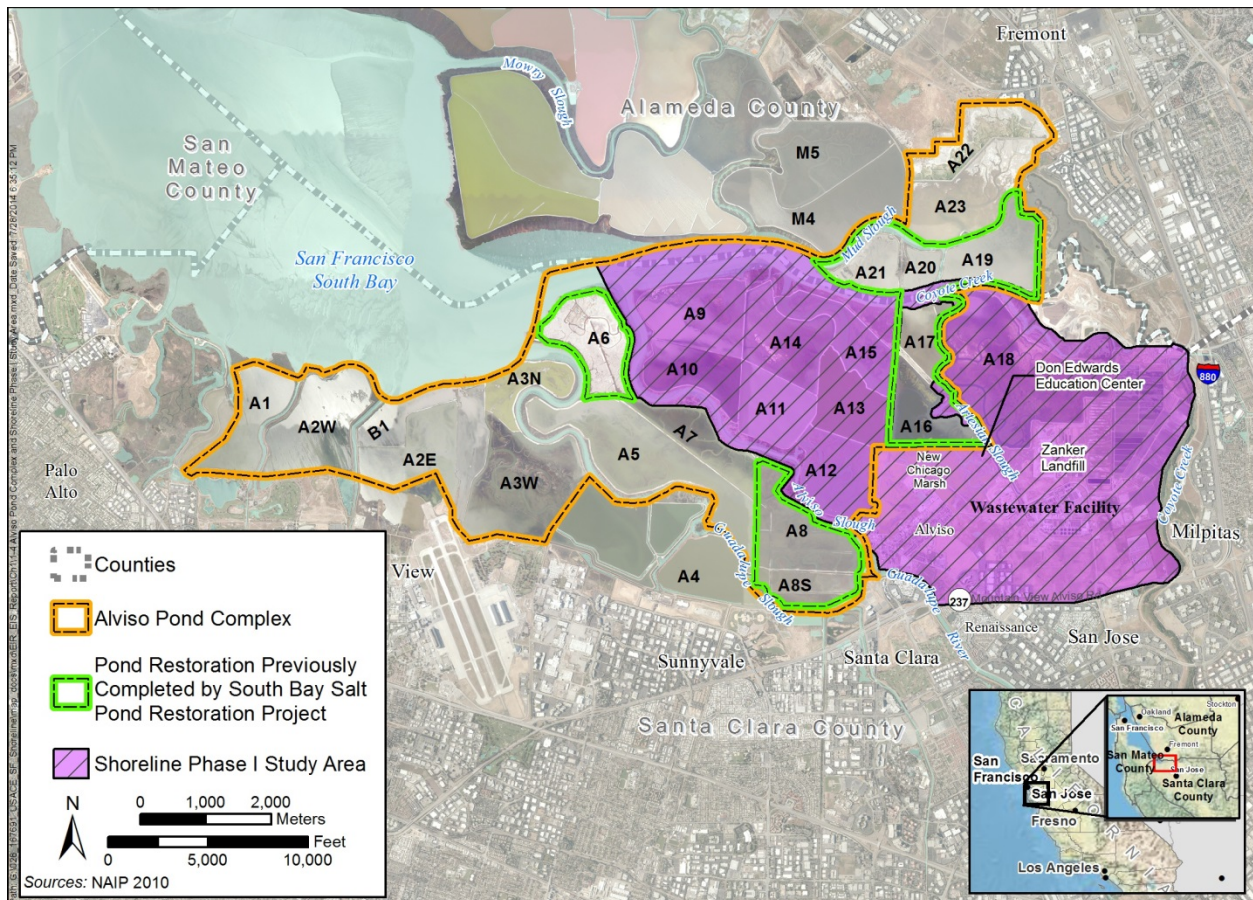 Fremont
Mowry
Slough
Alameda County
San
Mateo
County
M5
A22
M4
A23
Mud Slough
San Francisco
South Bay
A21
A20
A19
Coyote Creek
A9
A6
A14
A17
A15
A18
Don Edwards
Education Center
880
A10
A3N
A1
A2W
B1
A11
A13
A16
Artesian Slough
A7
A2E
A5
Zanker
Landfill
New
Chicago
Marsh
Palo
Alto
A3W
A12
Alviso
Slough
Wastewater Facility
Coyote Creek
Alviso
Milpitas
A8
Guadalupe
Slough
View
A4
A8S
Guadalupe
River
237
Mountain View Alviso Rd
Renaissance
San Jose
Sunnyvale
Santa Clara
Santa Clara County
Counties
Alviso Pond Complex
Pond Restoration Previously
Completed by South Bay Salt
Pond Restoration Project
Shoreline Phase I Study Area
N
0 1,000 2,000
Meters
Feet
0 5,000 10,000
Sources: NAIP 2010
CALIFORNIA
San
Francisco
Sacramento
San Jose
Fresno
Los Angeles
Stockton
Oakland
San Francisco
Alameda
County
Fremont
San Mateo
County
San Jose
Santa Clara
County